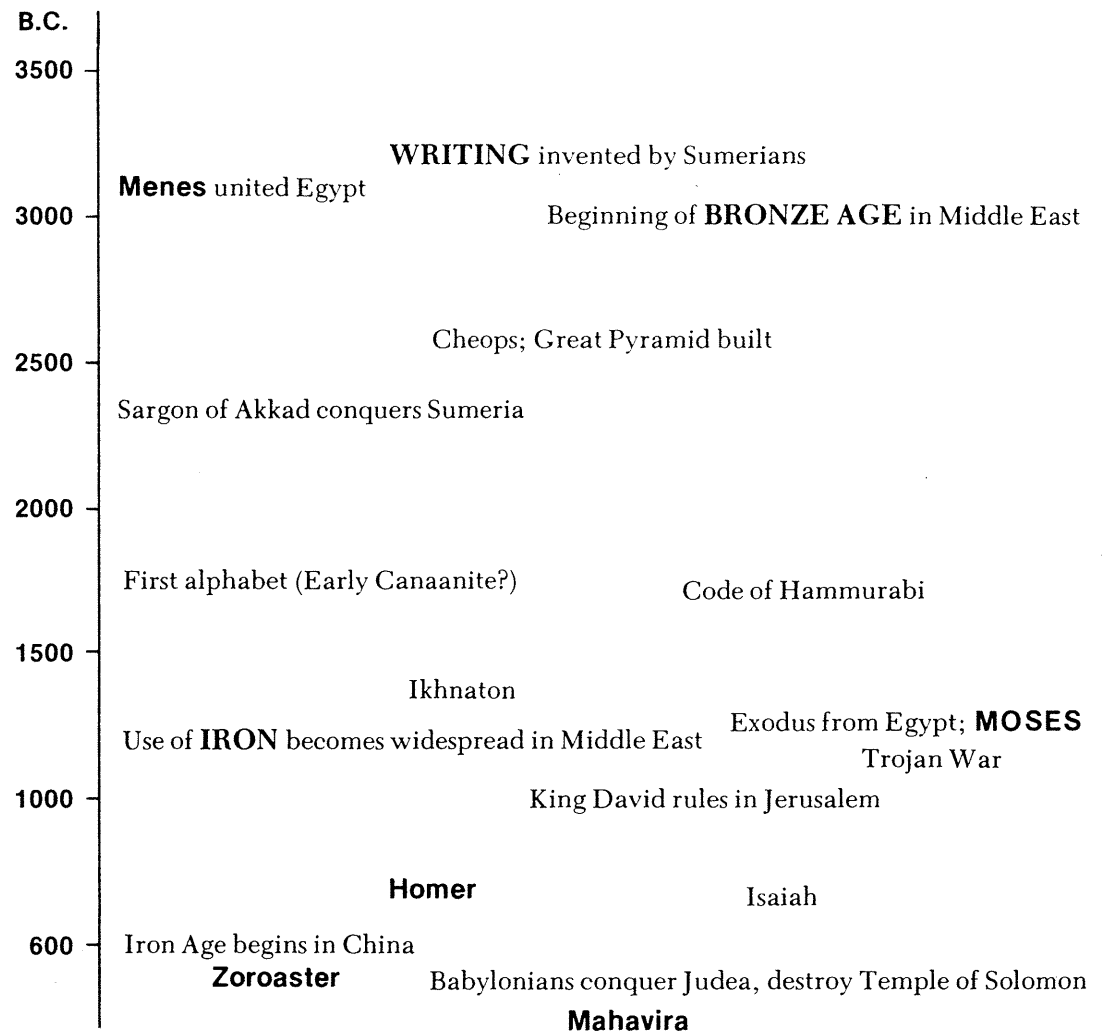 B.C.
3500
WRITING invented by Sumerians
Menes united Egypt
3000 Beginning of BRONZE AGE in Middle East
Cheops; Great Pyramid built
2500
Sargon of Akkad conquers Sumeria
2000
First alphabet (Early Canaanite?) Code of Hammurabi
1500
Ikhnaton
Exodus from Egypt; MOSES
Use of IRON becomes widespread in Middle East
Trojan War
1000 King David rules in Jerusalem
Homer Isaiah
600 Iron Age begins in China
Zoroaster Babylonians conquer Judea, destroy Temple of Solomon
Mahavira